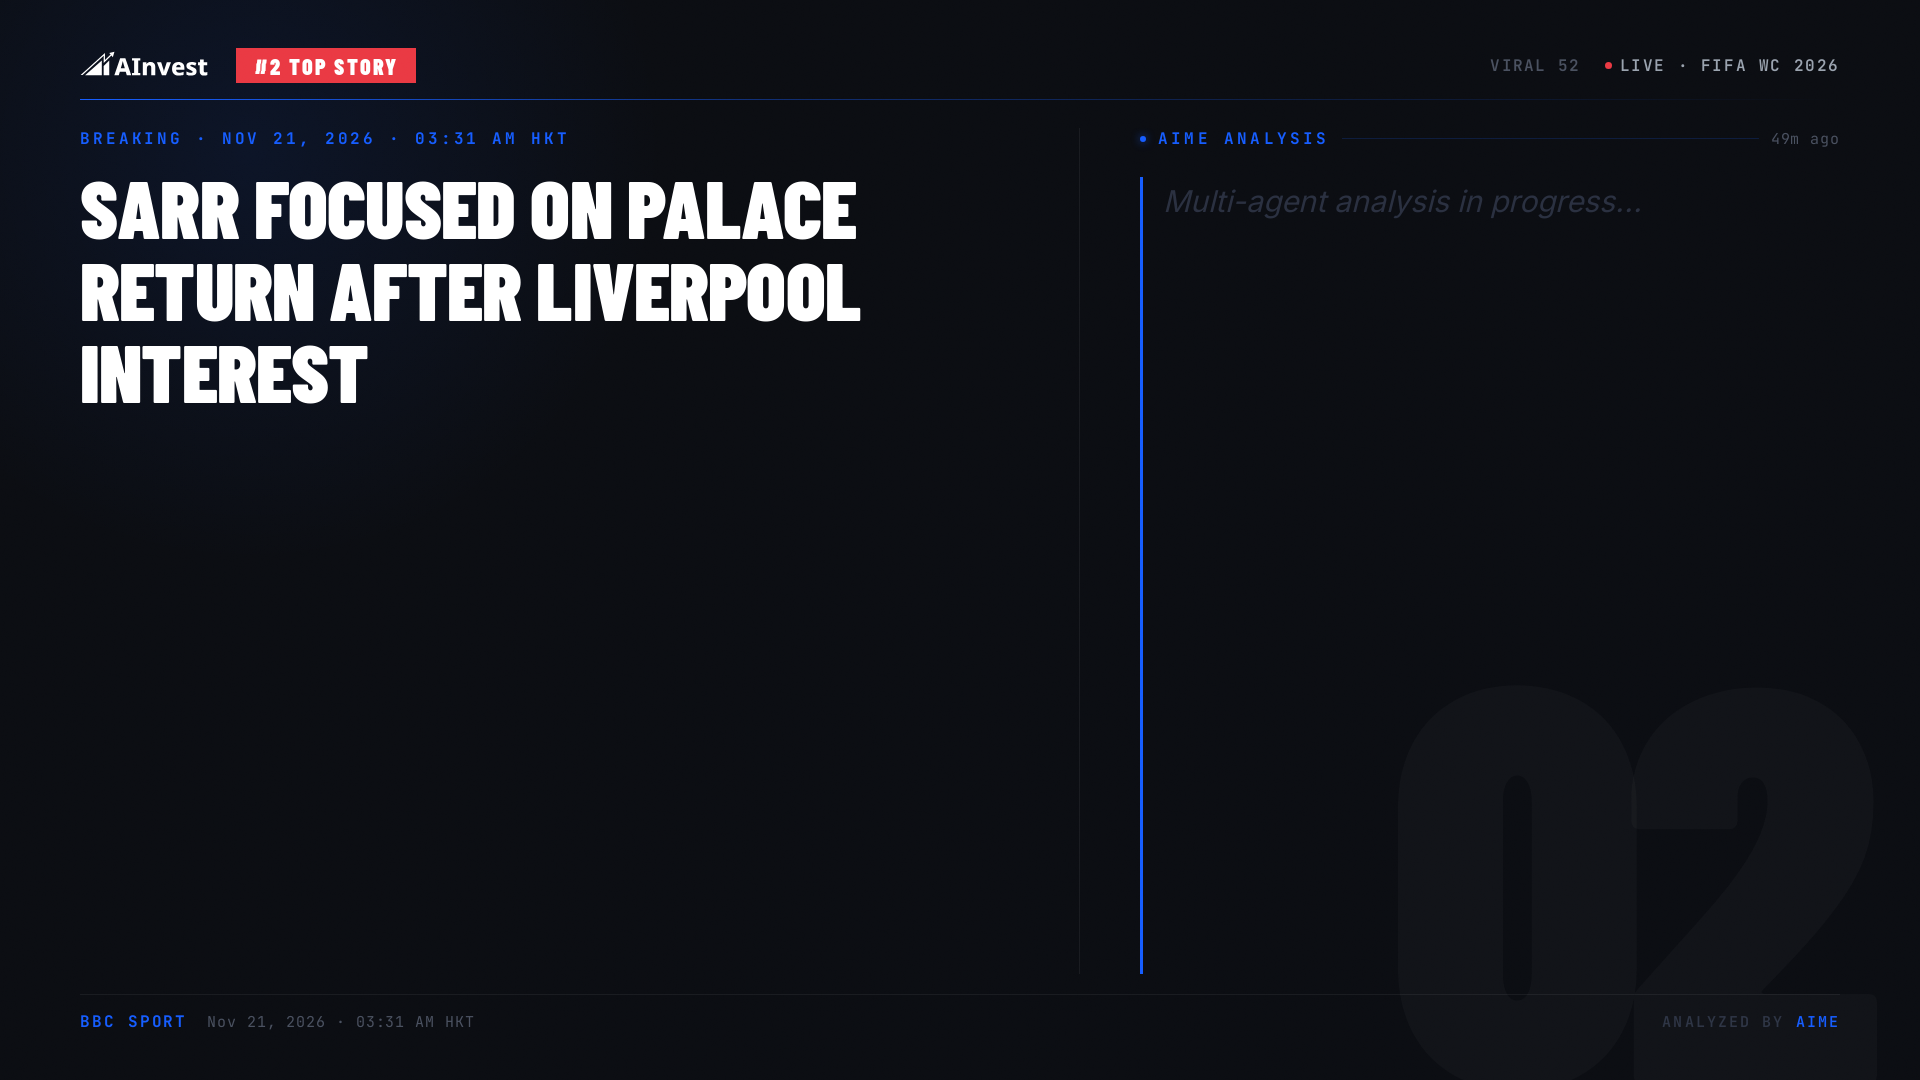 AInvest
#2 TOP STORY
VIRAL 52
LIVE · FIFA WC 2026
BREAKING · NOV 21, 2026 · 03:31 AM HKT
SARR FOCUSED ON PALACE
RETURN AFTER LIVERPOOL
INTEREST
AIME ANALYSIS
49m ago
Multi-agent analysis in progress...
02
BBC SPORT Nov 21, 2026 · 03:31 AM HKT
ANALYZED BY AIME